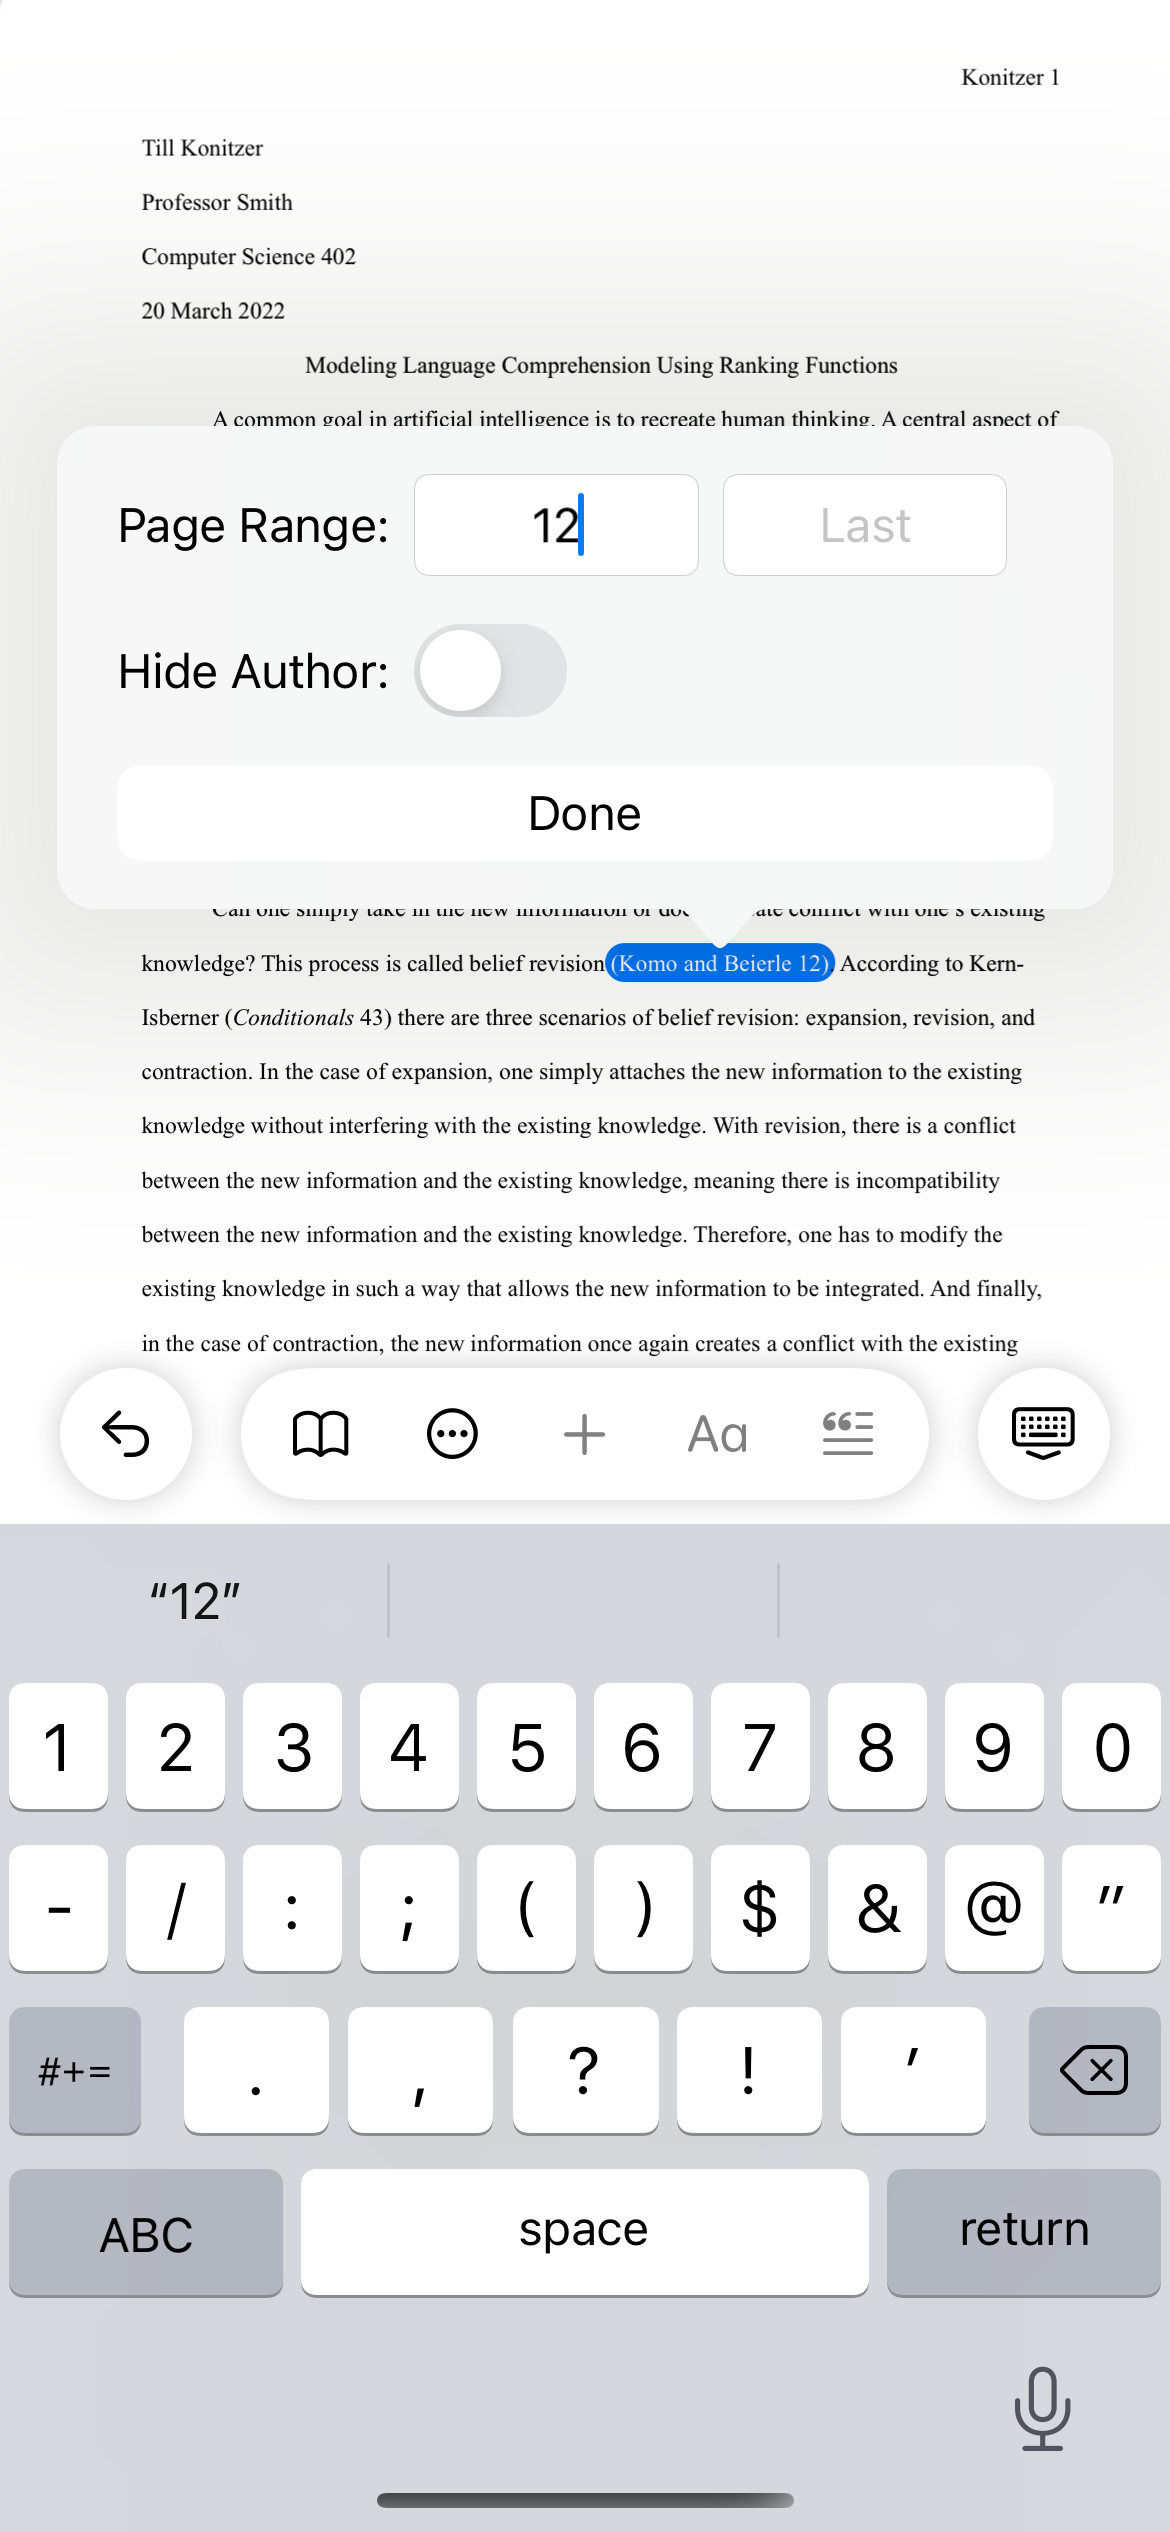 Konitzer 1
Till Konitzer
Professor Smith
Computer Science 402
20 March 2022
Modeling Language Comprehension Using Ranking Functions
A common goal in artificial intelligence is to recreate human thinking. A central aspect of
Page Range: 12 Last
Hide Author:
Done
Can one simply take in the new information or do ate conflict with one's existing
knowledge? This process is called belief revision (Komo and Beierle 12). According to Kern-
Isberner (Conditionals 43) there are three scenarios of belief revision: expansion, revision, and
contraction. In the case of expansion, one simply attaches the new information to the existing
knowledge without interfering with the existing knowledge. With revision, there is a conflict
between the new information and the existing knowledge, meaning there is incompatibility
between the new information and the existing knowledge. Therefore, one has to modify the
existing knowledge in such a way that allows the new information to be integrated. And finally,
in the case of contraction, the new information once again creates a conflict with the existing
Aa
“12”
1 2 3 4 5 6 7 8 9 0
- / : ; ( ) $ & @ "
#+= . , ? ! '
ABC space return